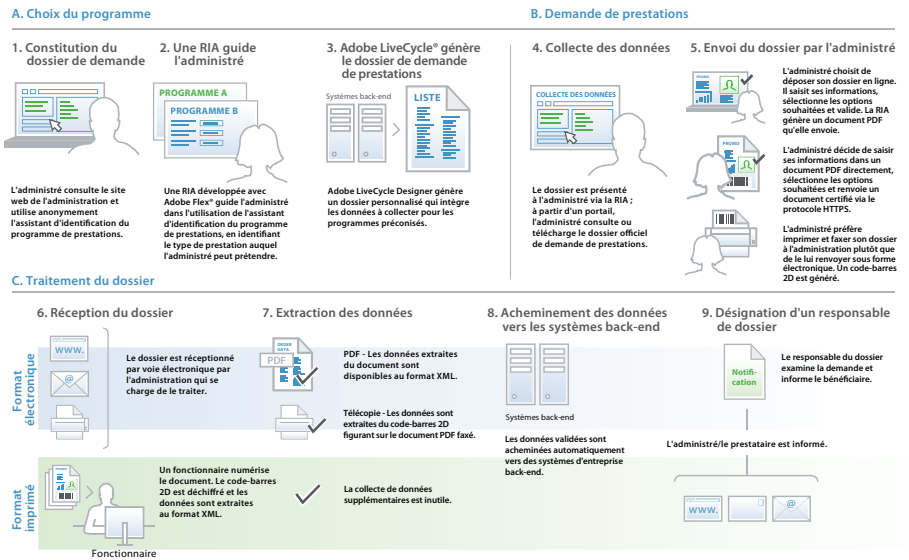 A. Choix du programme
1. Constitution du
dossier de demande
L'administré consulte le site
web de l'administration et
utilise anonymement
l'assistant d'identification du
programme de prestations.
2. Une RIA guide
l'administré
PROGRAMME A
PROGRAMME B
Une RIA développée avec
Adobe Flex® guide l'administré
dans l'utilisation de l'assistant
d'identification du programme
de prestations, en identifiant
le type de prestation auquel
l'administré peut prétendre.
3. Adobe LiveCycle® génère
le dossier de demande
de prestations
Systèmes back-end
LISTE
Adobe LiveCycle Designer génère
un dossier personnalisé qui intègre
les données à collecter pour les
programmes préconisés.
B. Demande de prestations
4. Collecte des données
COLLECTE DES DONNÉES
Le dossier est présenté
à l'administré via la RIA ;
à partir d'un portail,
l'administré consulte ou
télécharge le dossier officiel
de demande de prestations.
5. Envoi du dossier par l'administré
PROMO
L'administré choisit de
déposer son dossier en ligne.
Il saisit ses informations,
sélectionne les options
souhaitées et valide. La RIA
génère un document PDF
qu'elle envoie.
PROMO
L'administré décide de saisir
ses informations dans un
document PDF directement,
sélectionne les options
souhaitées et renvoie un
document certifié via le
protocole HTTPS.
L'administré préfère
imprimer et faxer son dossier
à l'administration plutôt que
de le lui renvoyer sous forme
électronique. Un code-barres
2D est généré.
C. Traitement du dossier
Format
électronique
Format
imprimé
6. Réception du dossier
www.
@
Le dossier est réceptionné
par voie électronique par
l'administration qui se
charge de le traiter.
PROMO
Un fonctionnaire numérise
le document. Le code-barres
2D est déchiffré et les
données sont extraites
au format XML.
Fonctionnaire
7. Extraction des données
ORDER
DATA
PDF
PDF - Les données extraites
du document sont
disponibles au format XML.
Télécopie - Les données sont
extraites du code-barres 2D
figurant sur le document PDF faxé.
La collecte de données
supplémentaires est inutile.
8. Acheminement des données
vers les systèmes back-end
Systèmes back-end
Les données validées sont
acheminées automatiquement
vers des systèmes d'entreprise
back-end.
9. Désignation d'un responsable
de dossier
Notifi-
cation
Le responsable du dossier
examine la demande et
informe le bénéficiaire.
L'administré/le prestataire est informé.
www.
@